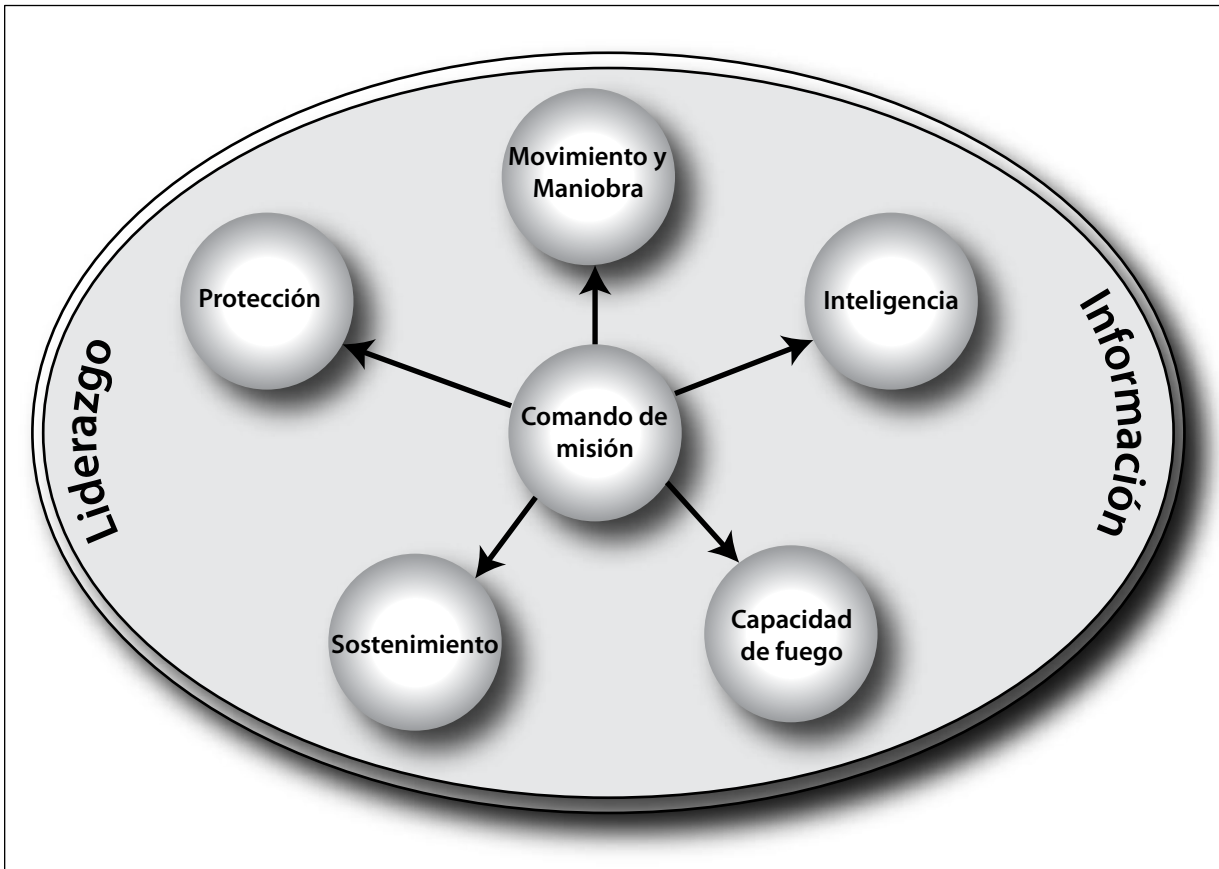 Movimiento y
Maniobra
Protección
Inteligencia
Liderazgo
Información
Comando de
misión
Sostenimiento
Capacidad
de fuego